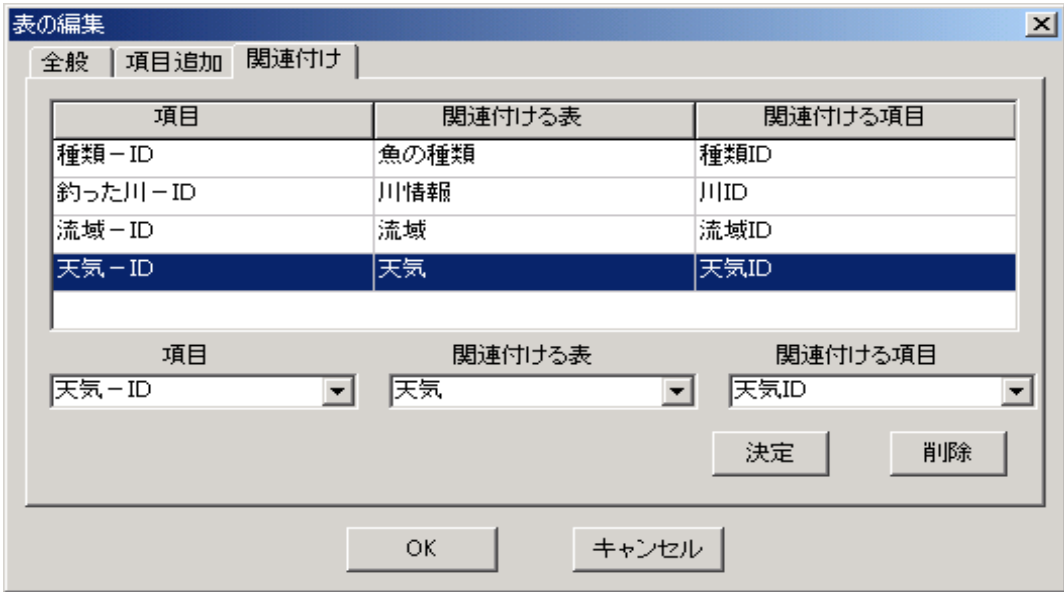 表の編集
全般 項目追加 関連付け
項目 関連付ける表 関連付ける項目
種類－ID 魚の種類 種類ID
釣った川－ID 川情報 川ID
流域－ID 流域 流域ID
天気－ID 天気 天気ID
項目 関連付ける表 関連付ける項目
天気－ID 天気 天気ID
決定 削除
OK キャンセル